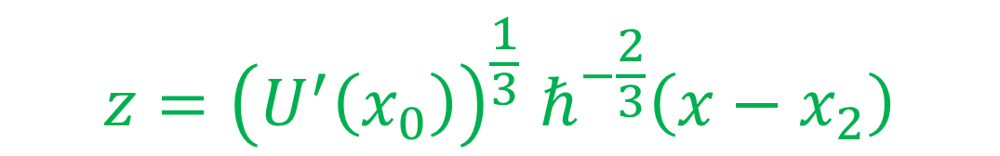 z = (U′(x₀))^(1/3) ℏ^(−2/3) (x − x₂)